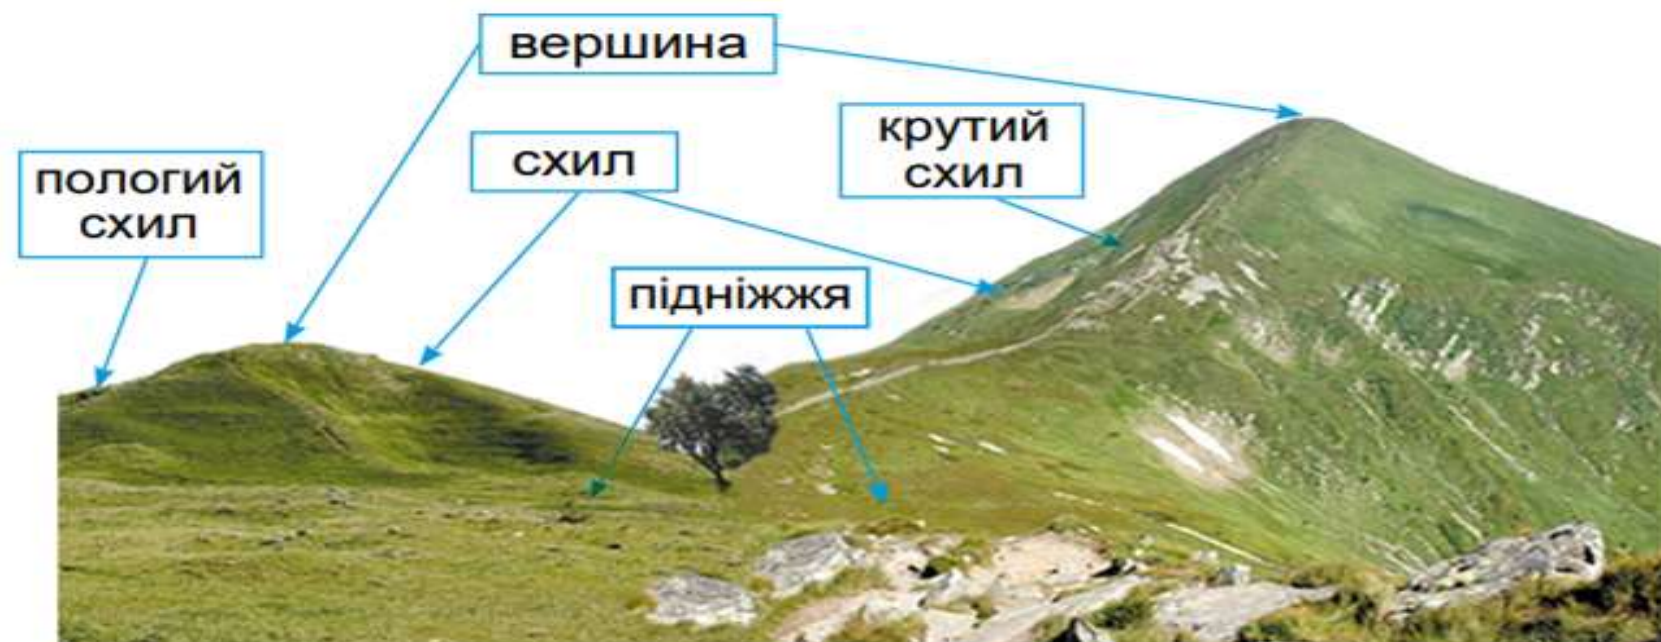 вершина
крутий
схил
схил
пологий
схил
підніжжя